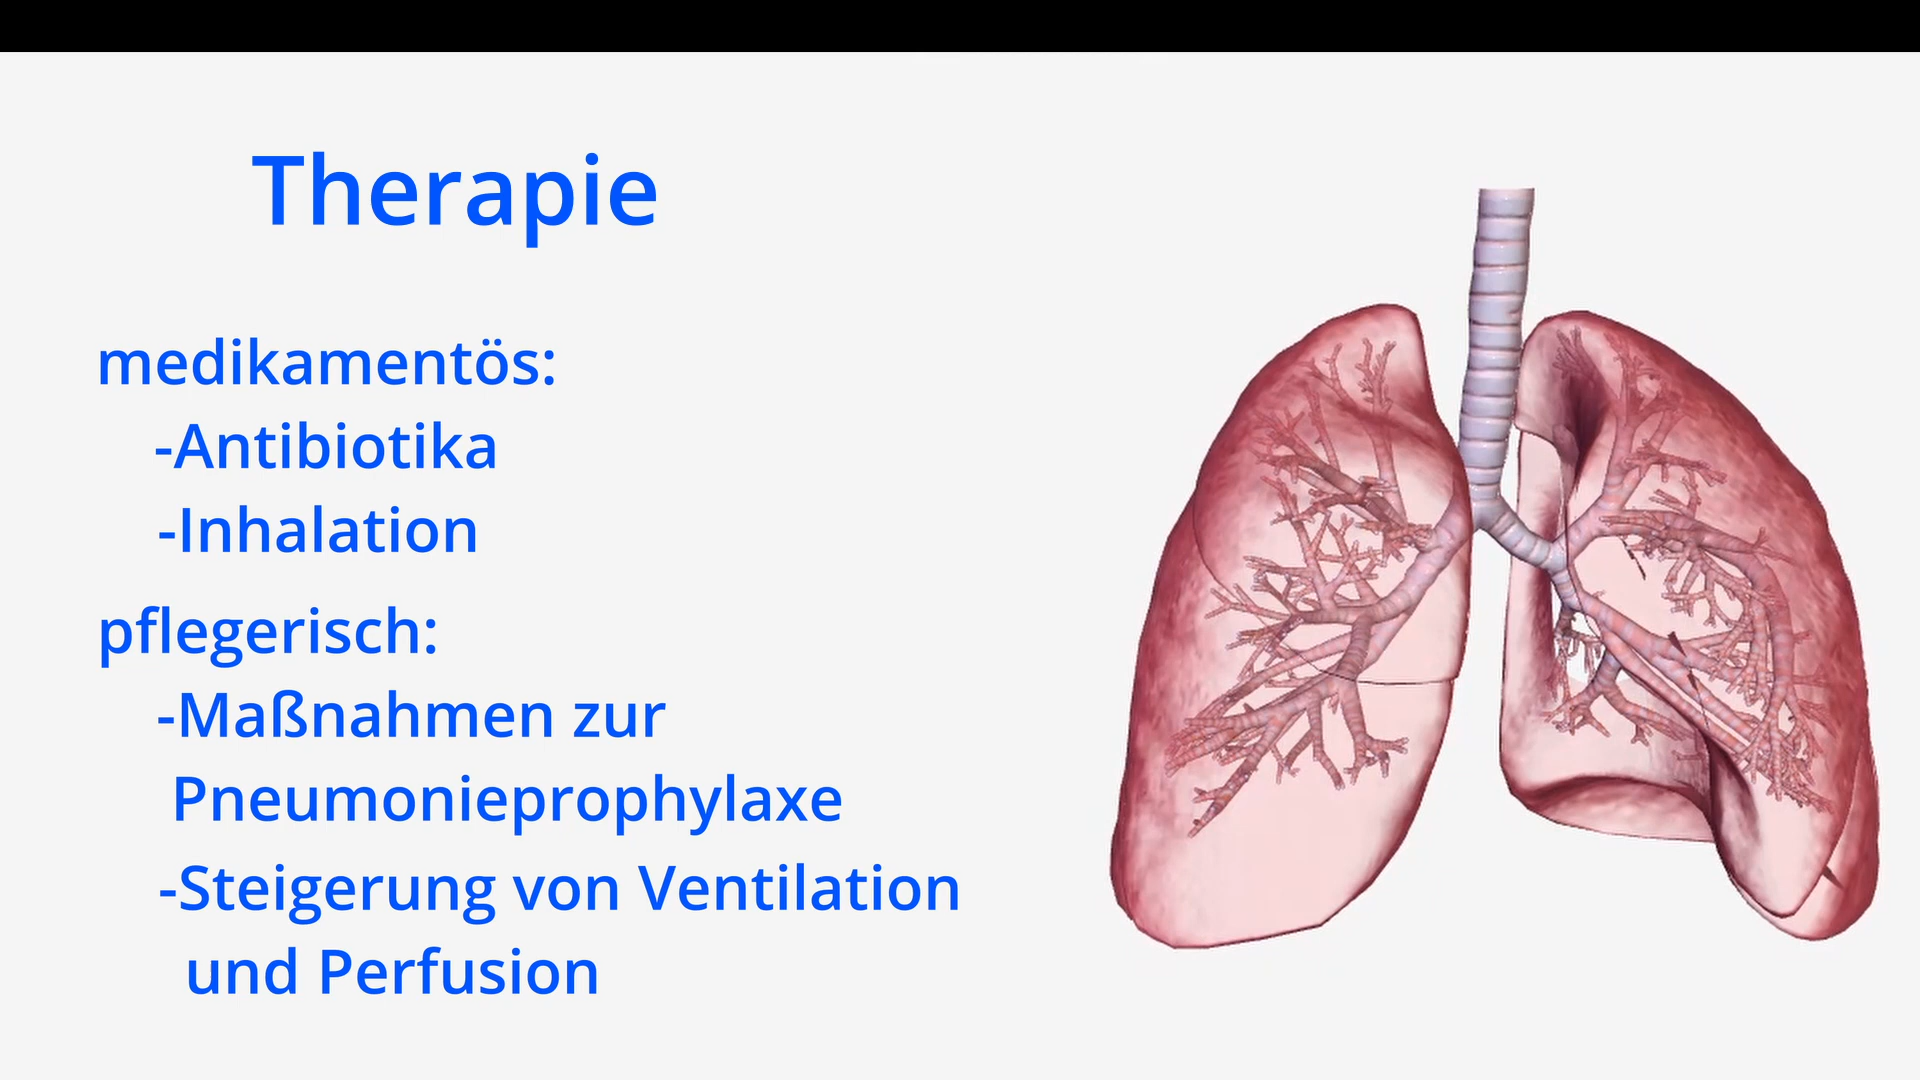 Therapie
medikamentös:
-Antibiotika
-Inhalation
pflegerisch:
-Maßnahmen zur
Pneumonieprophylaxe
-Steigerung von Ventilation
und Perfusion